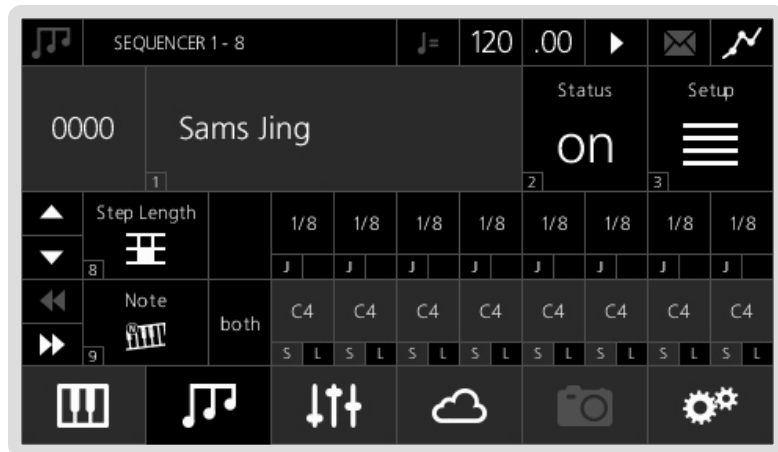 SEQUENCER 1 - 8 = 120 .00
Status Setup
0000 Sams Jing on
1 2 3
Step Length 1/8 1/8 1/8 1/8 1/8 1/8 1/8 1/8
8 J J J J J J J J
Note both C4 C4 C4 C4 C4 C4 C4 C4
N
9 S L S L S L S L S L S L S L S L